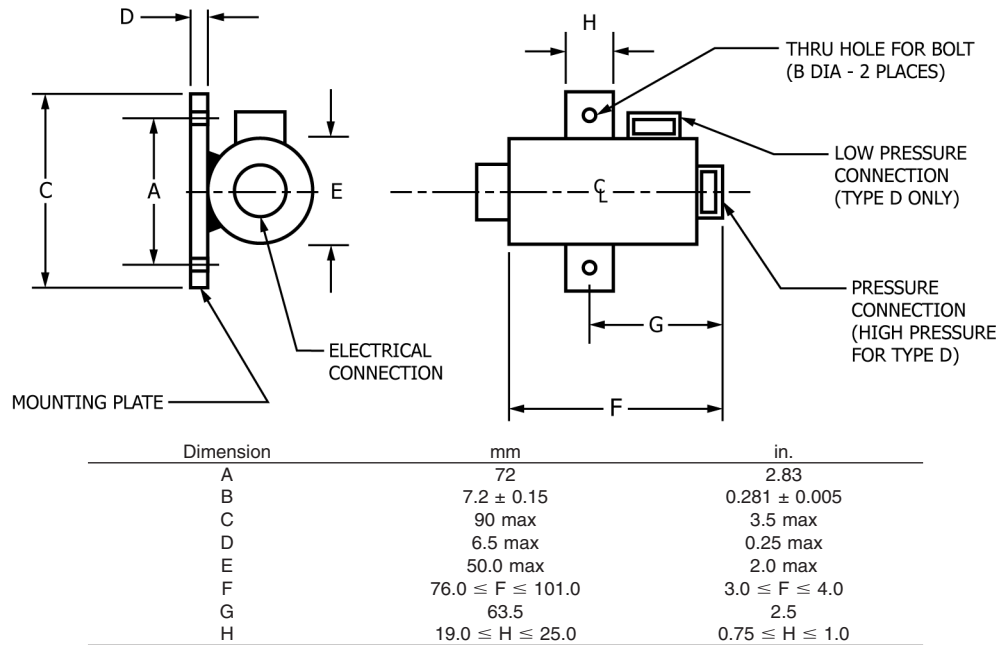 D
H
THRU HOLE FOR BOLT
(B DIA - 2 PLACES)
C
A
E
CL
LOW PRESSURE
CONNECTION
(TYPE D ONLY)
G
PRESSURE
CONNECTION
(HIGH PRESSURE
FOR TYPE D)
ELECTRICAL
CONNECTION
MOUNTING PLATE
F
Dimension mm in.
A 72 2.83
B 7.2 ± 0.15 0.281 ± 0.005
C 90 max 3.5 max
D 6.5 max 0.25 max
E 50.0 max 2.0 max
F 76.0 ≤ F ≤ 101.0 3.0 ≤ F ≤ 4.0
G 63.5 2.5
H 19.0 ≤ H ≤ 25.0 0.75 ≤ H ≤ 1.0